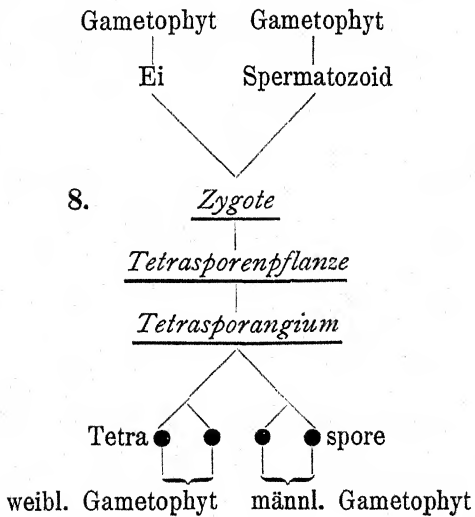 Gametophyt Gametophyt
Ei Spermatozoid
8. Zygote
Tetrasporenpflanze
Tetrasporangium
Tetra spore
weibl. Gametophyt männl. Gametophyt